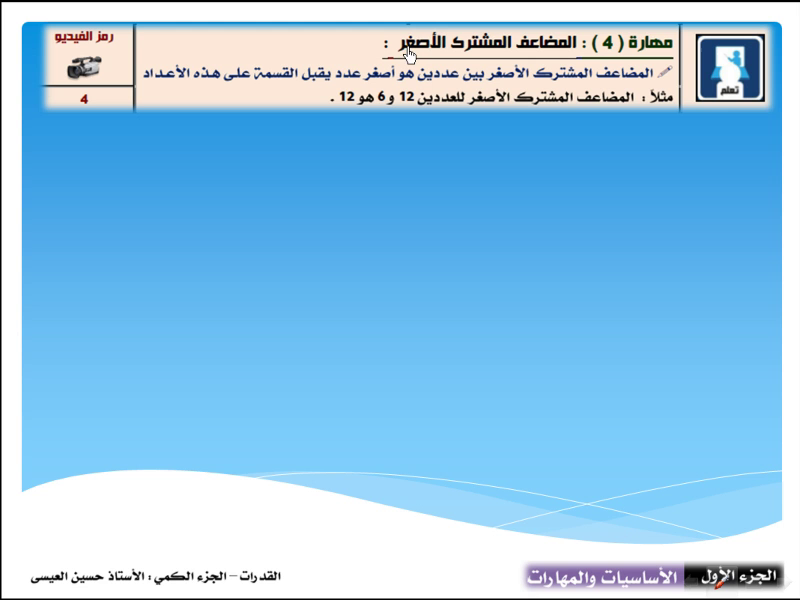 مهارة ( 4 ) : المضاعف المشترك الأصغر :
المضاعف المشترك الأصغر بين عددين هو أصغر عدد يقبل القسمة على هذه الأعداد
مثلاً : المضاعف المشترك الأصغر للعددين 12 و 6 هو 12 .
تعلم
رمز الفيديو
4
الجزء الأول
الأساسيات والمهارات
القدرات – الجزء الكمي : الأستاذ حسين العيسى